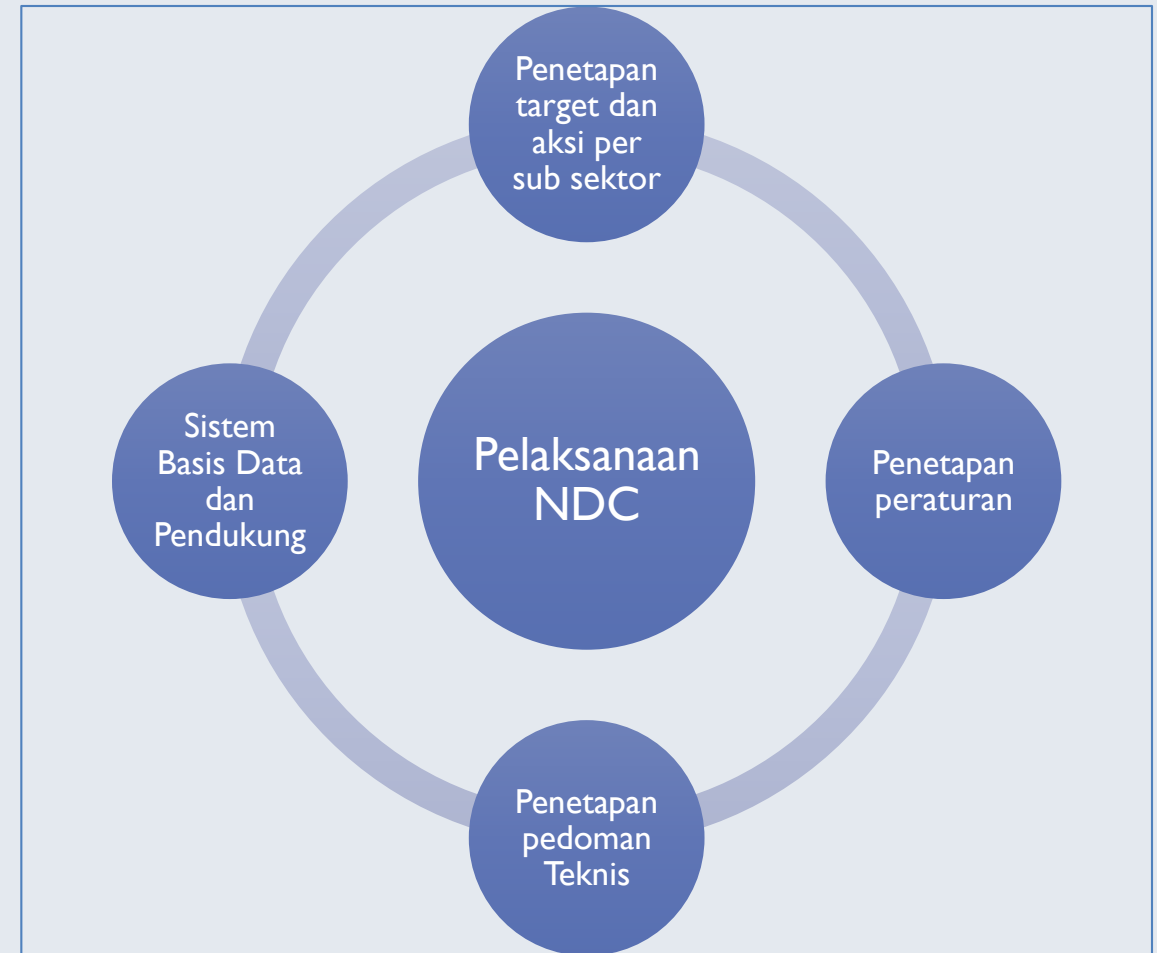 Penetapan
target dan
aksi per
sub sektor
Sistem
Basis Data
dan
Pendukung
Pelaksanaan
NDC
Penetapan
peraturan
Penetapan
pedoman
Teknis